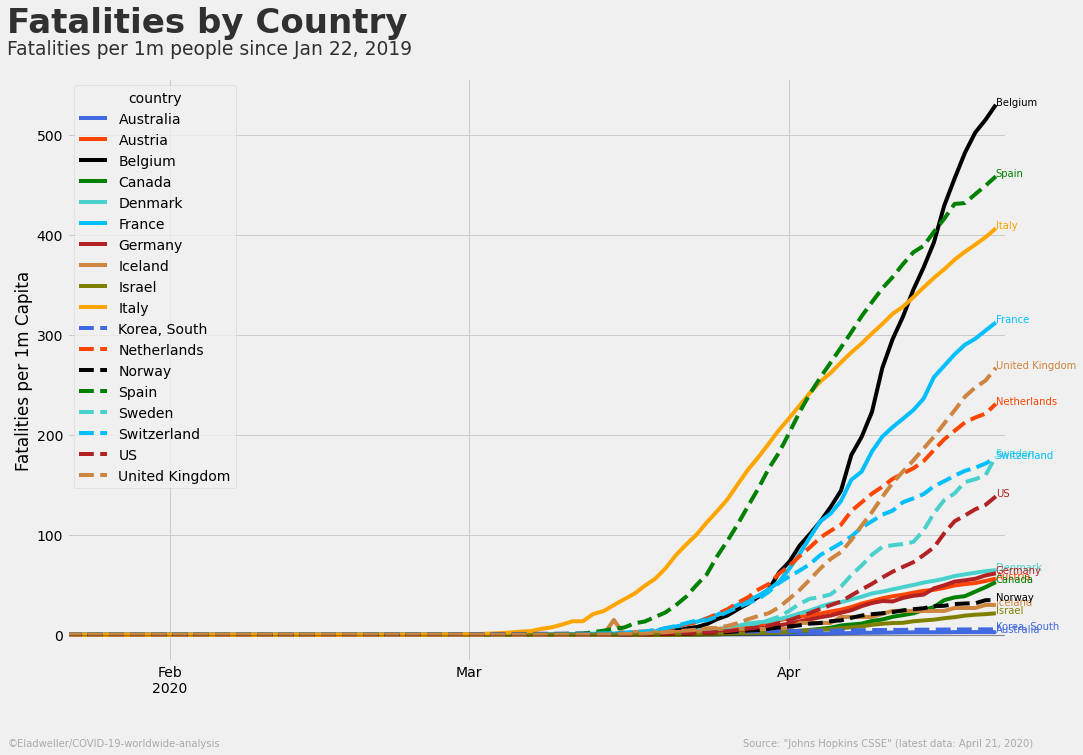 Fatalities by Country
Fatalities per 1m people since Jan 22, 2019
Fatalities per 1m Capita
500
400
300
200
100
0
country
Australia
Austria
Belgium
Canada
Denmark
France
Germany
Iceland
Israel
Italy
Korea, South
Netherlands
Norway
Spain
Sweden
Switzerland
US
United Kingdom
Belgium
Spain
Italy
France
United Kingdom
Netherlands
Sweden
Switzerland
US
Denmark
Germany
Austria
Canada
Norway
Iceland
Israel
Korea, South
Australia
Feb
2020
Mar
Apr
©Eladweller/COVID-19-worldwide-analysis
Source: "Johns Hopkins CSSE" (latest data: April 21, 2020)